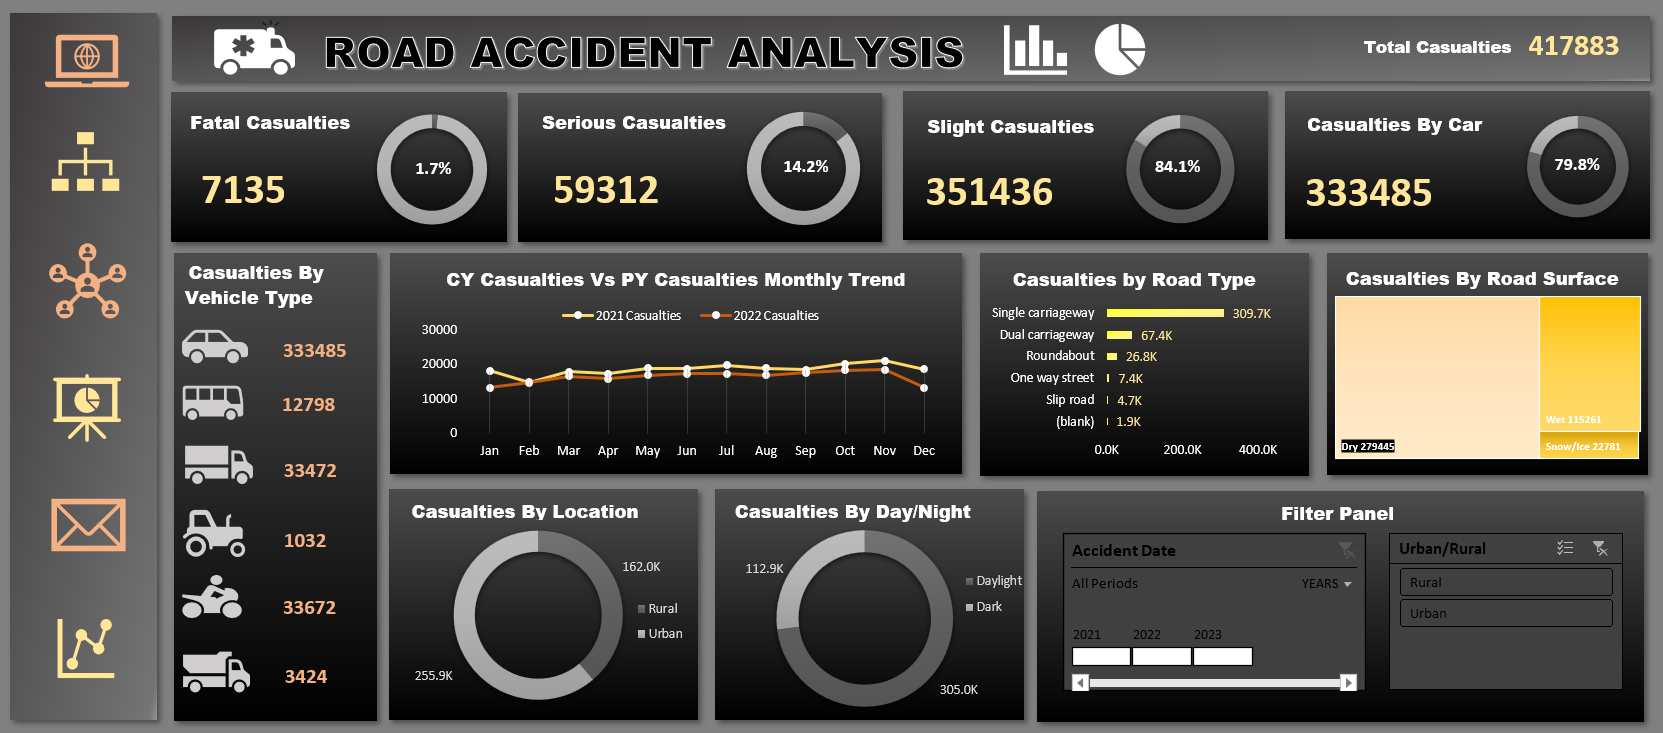 ROAD ACCIDENT ANALYSIS
Total Casualties 417883
Fatal Casualties
7135
1.7%
Serious Casualties
59312
14.2%
Slight Casualties
351436
84.1%
Casualties By Car
333485
79.8%
Casualties By
Vehicle Type
333485
12798
33472
1032
33672
3424
CY Casualties Vs PY Casualties Monthly Trend
2021 Casualties 2022 Casualties
30000
20000
10000
0
Jan Feb Mar Apr May Jun Jul Aug Sep Oct Nov Dec
Casualties by Road Type
Single carriageway 309.7K
Dual carriageway 67.4K
Roundabout 26.8K
One way street 7.4K
Slip road 4.7K
(blank) 1.9K
0.0K 200.0K 400.0K
Casualties By Road Surface
Wet 115261
Dry 279445
Snow/Ice 22781
Casualties By Location
162.0K
Rural
Urban
255.9K
Casualties By Day/Night
112.9K
Daylight
Dark
305.0K
Filter Panel
Accident Date
All Periods YEARS
2021 2022 2023
Urban/Rural
Rural
Urban